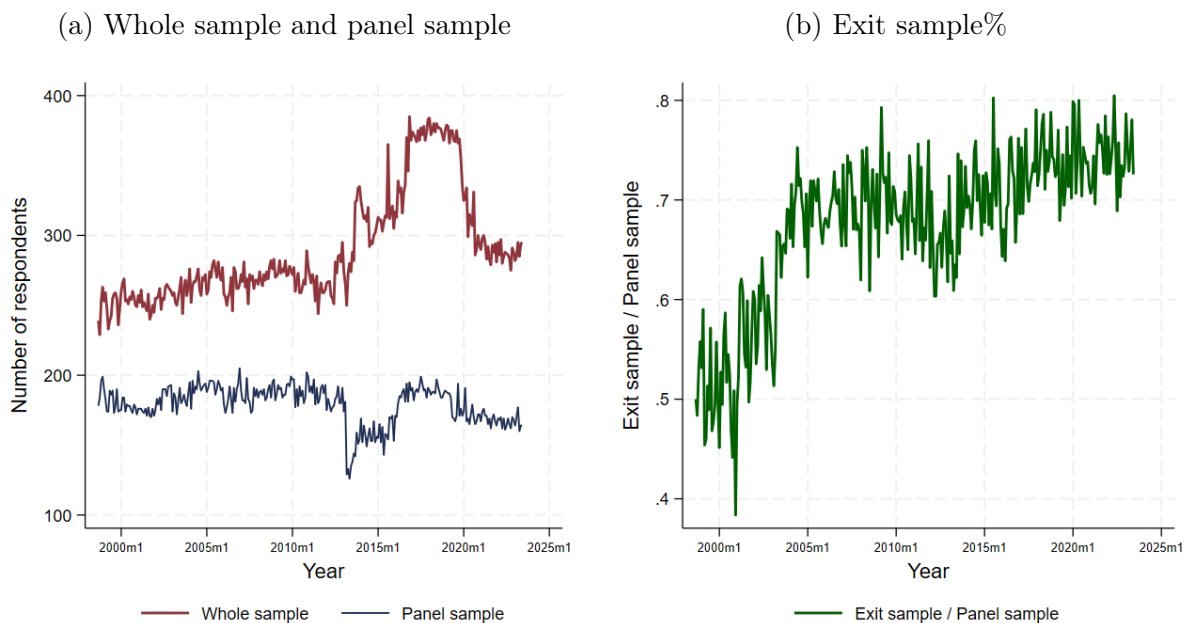 (a) Whole sample and panel sample
400
300
200
100
Number of respondents
2000m1 2005m1 2010m1 2015m1 2020m1 2025m1
Year
Whole sample Panel sample
(b) Exit sample%
.8
.7
.6
.5
.4
Exit sample / Panel sample
2000m1 2005m1 2010m1 2015m1 2020m1 2025m1
Year
Exit sample / Panel sample